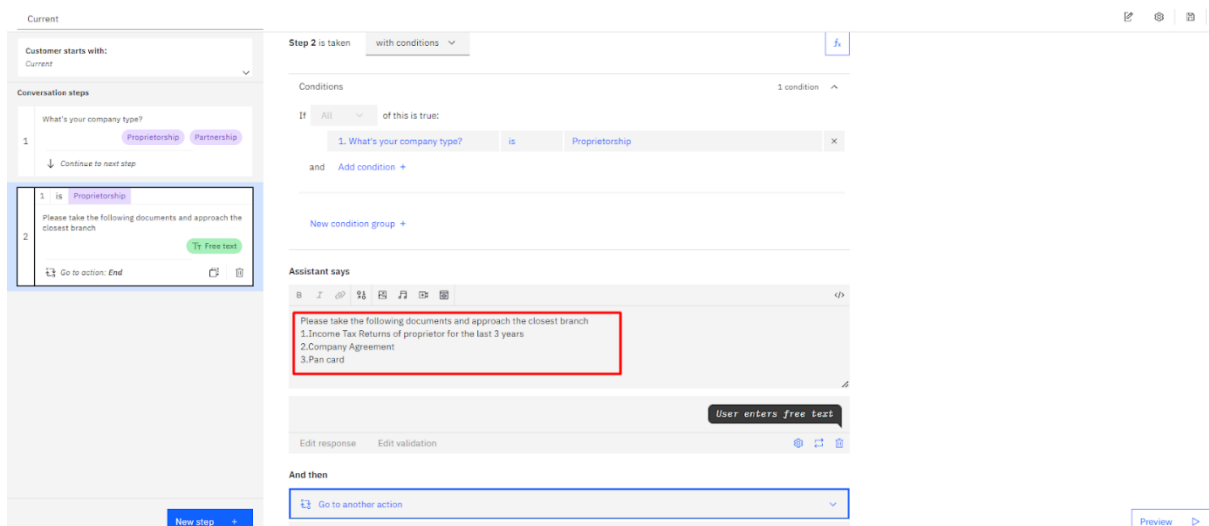 Current
Customer starts with:
Current
Conversation steps
1
What's your company type?
Proprietorship Partnership
Continue to next step
1 is Proprietorship
2
Please take the following documents and approach the
closest branch
Free text
Go to action: End
New step +
Step 2 is taken with conditions
fx
Conditions 1 condition
If All of this is true:
1. What's your company type? is Proprietorship ×
and Add condition +
New condition group +
Assistant says
B I </>
Please take the following documents and approach the closest branch
1.Income Tax Returns of proprietor for the last 3 years
2.Company Agreement
3.Pan card
User enters free text
Edit response Edit validation
And then
Go to another action
Preview